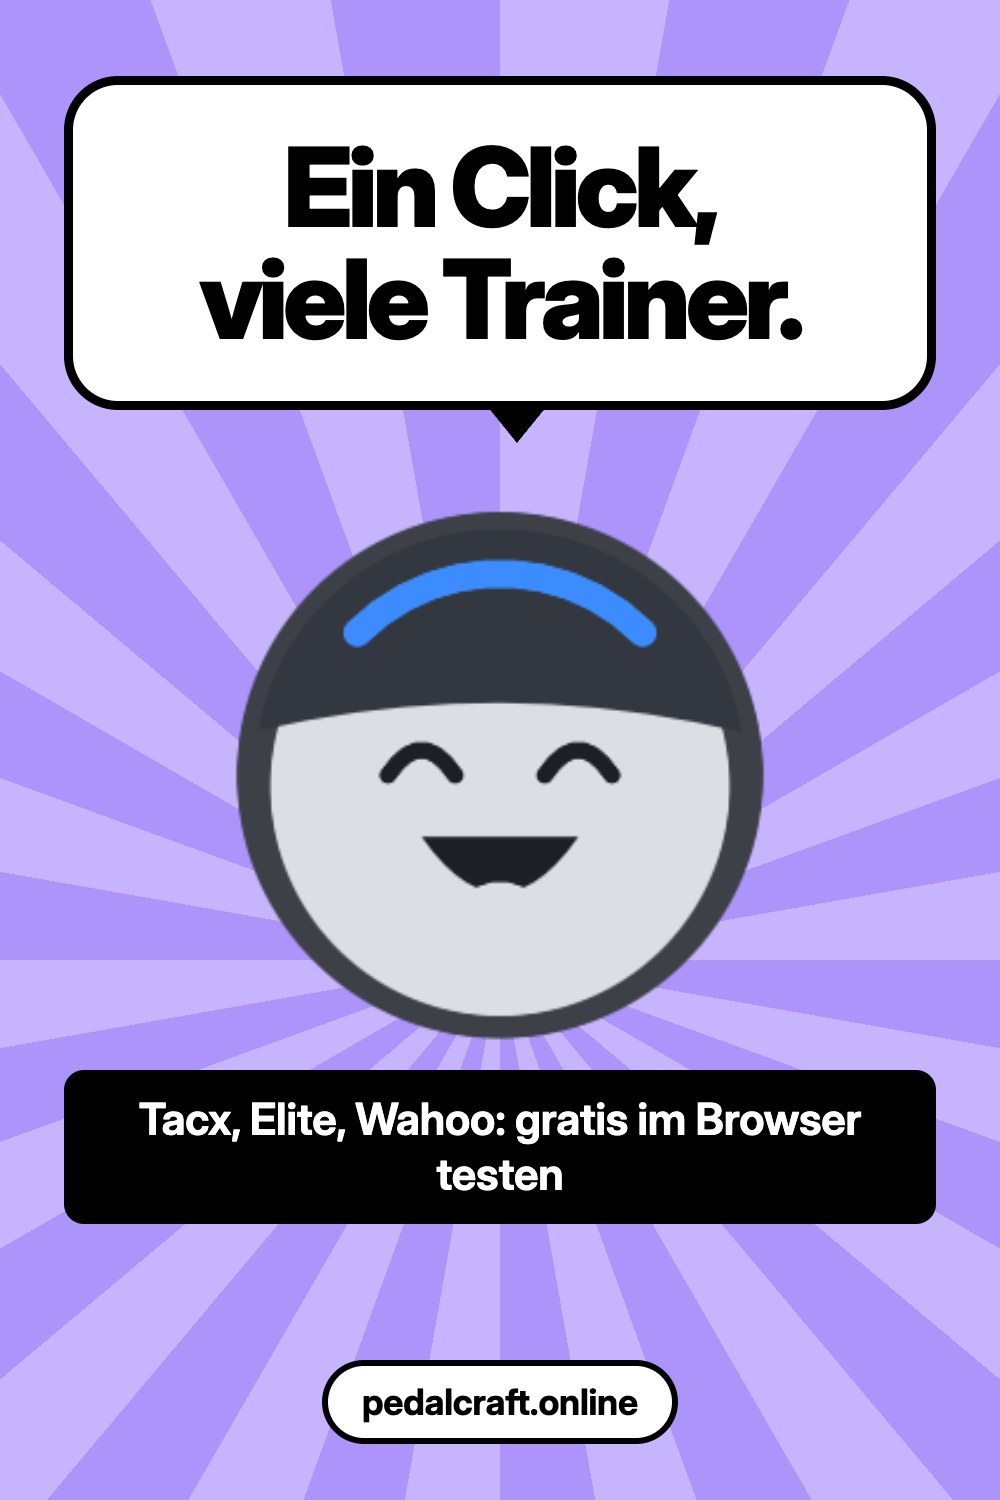 Ein Click,
viele Trainer.
Tacx, Elite, Wahoo: gratis im Browser
testen
pedalcraft.online